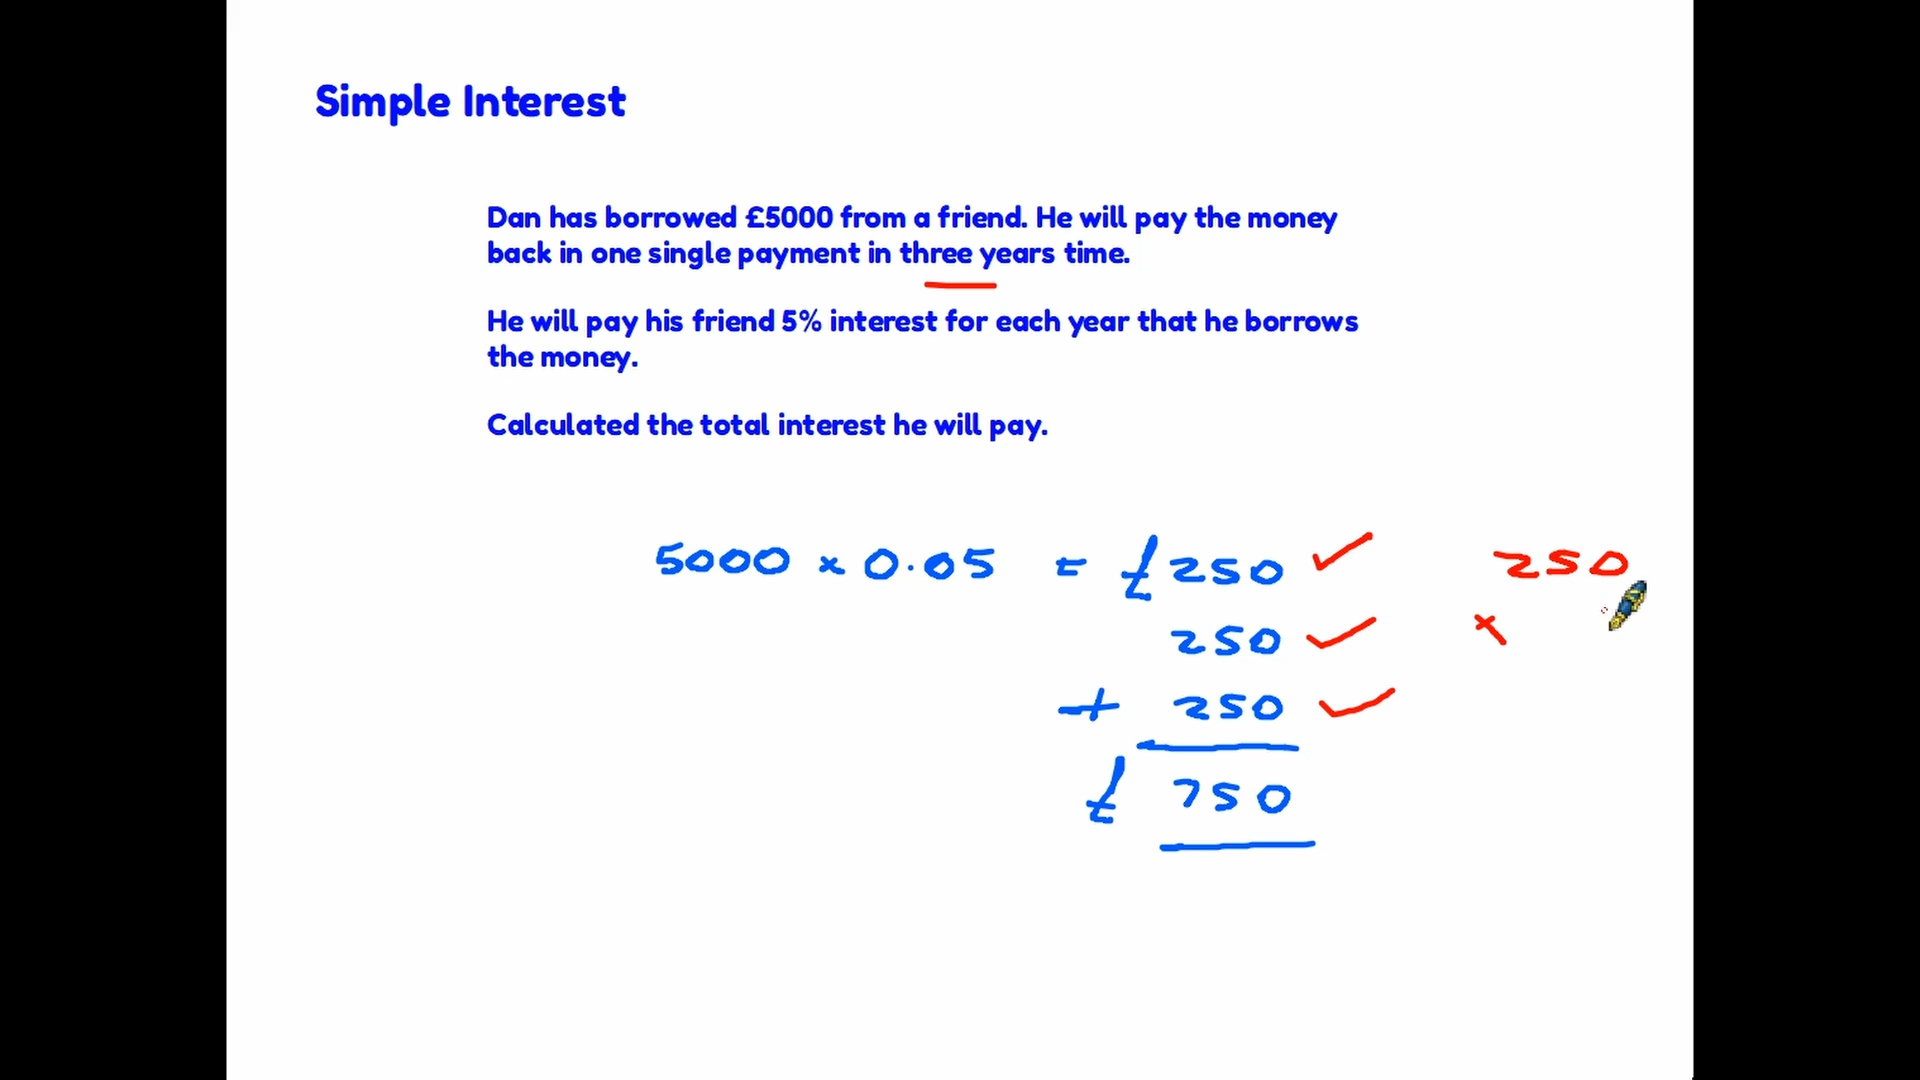 Simple Interest
Dan has borrowed £5000 from a friend. He will pay the money
back in one single payment in three years time.
He will pay his friend 5% interest for each year that he borrows
the money.
Calculated the total interest he will pay.
5000 × 0.05 = £250 ✓ 250
250 ✓ ×
+ 250 ✓
£ 750